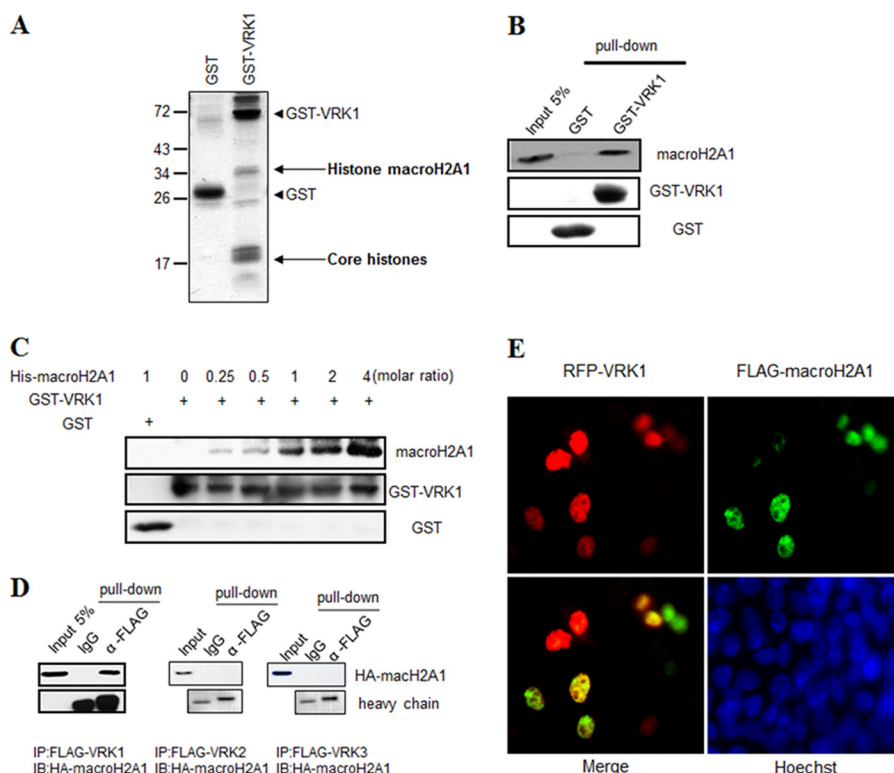 A
GST
GST-VRK1
72
43
34
26
17
GST-VRK1
Histone macroH2A1
GST
Core histones
B
pull-down
Input 5%
GST
GST-VRK1
macroH2A1
GST-VRK1
GST
C
His-macroH2A1 1 0 0.25 0.5 1 2 4 (molar ratio)
GST-VRK1 + + + + + +
GST +
macroH2A1
GST-VRK1
GST
D
pull-down
Input 5%
IgG
α-FLAG
pull-down
Input
IgG
α-FLAG
pull-down
Input
IgG
α-FLAG
HA-macH2A1
heavy chain
IP:FLAG-VRK1
IB:HA-macroH2A1
IP:FLAG-VRK2
IB:HA-macroH2A1
IP:FLAG-VRK3
IB:HA-macroH2A1
E
RFP-VRK1
FLAG-macroH2A1
Merge
Hoechst